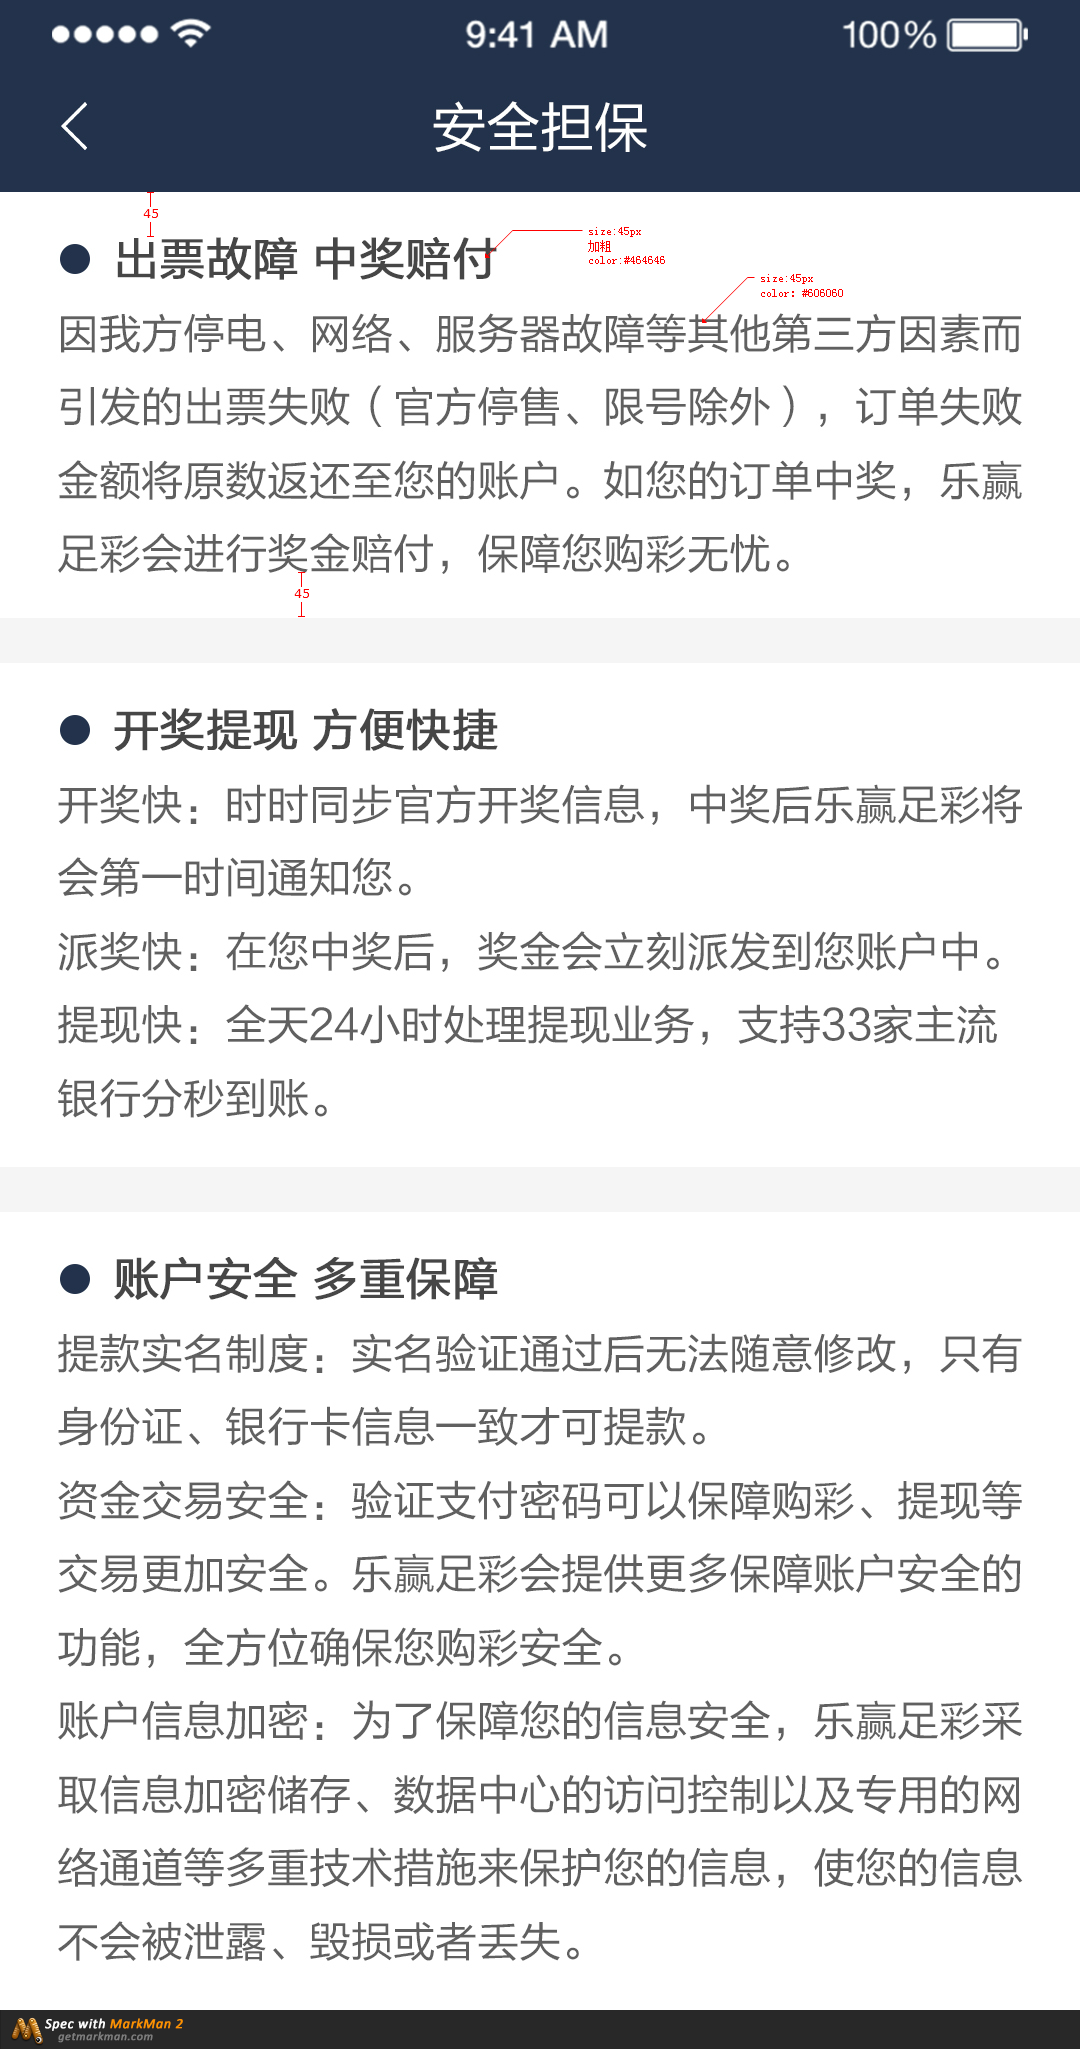 9:41 AM
100%
安全担保
45
出票故障 中奖赔付
size:45px
加粗
color:#464646
size:45px
color: #606060
因我方停电、网络、服务器故障等其他第三方因素而
引发的出票失败（官方停售、限号除外），订单失败
金额将原数返还至您的账户。如您的订单中奖，乐赢
足彩会进行奖金赔付，保障您购彩无忧。
45
开奖提现 方便快捷
开奖快：时时同步官方开奖信息，中奖后乐赢足彩将
会第一时间通知您。
派奖快：在您中奖后，奖金会立刻派发到您账户中。
提现快：全天24小时处理提现业务，支持33家主流
银行分秒到账。
账户安全 多重保障
提款实名制度：实名验证通过后无法随意修改，只有
身份证、银行卡信息一致才可提款。
资金交易安全：验证支付密码可以保障购彩、提现等
交易更加安全。乐赢足彩会提供更多保障账户安全的
功能，全方位确保您购彩安全。
账户信息加密：为了保障您的信息安全，乐赢足彩采
取信息加密储存、数据中心的访问控制以及专用的网
络通道等多重技术措施来保护您的信息，使您的信息
不会被泄露、毁损或者丢失。
Spec with MarkMan 2
getmarkman.com